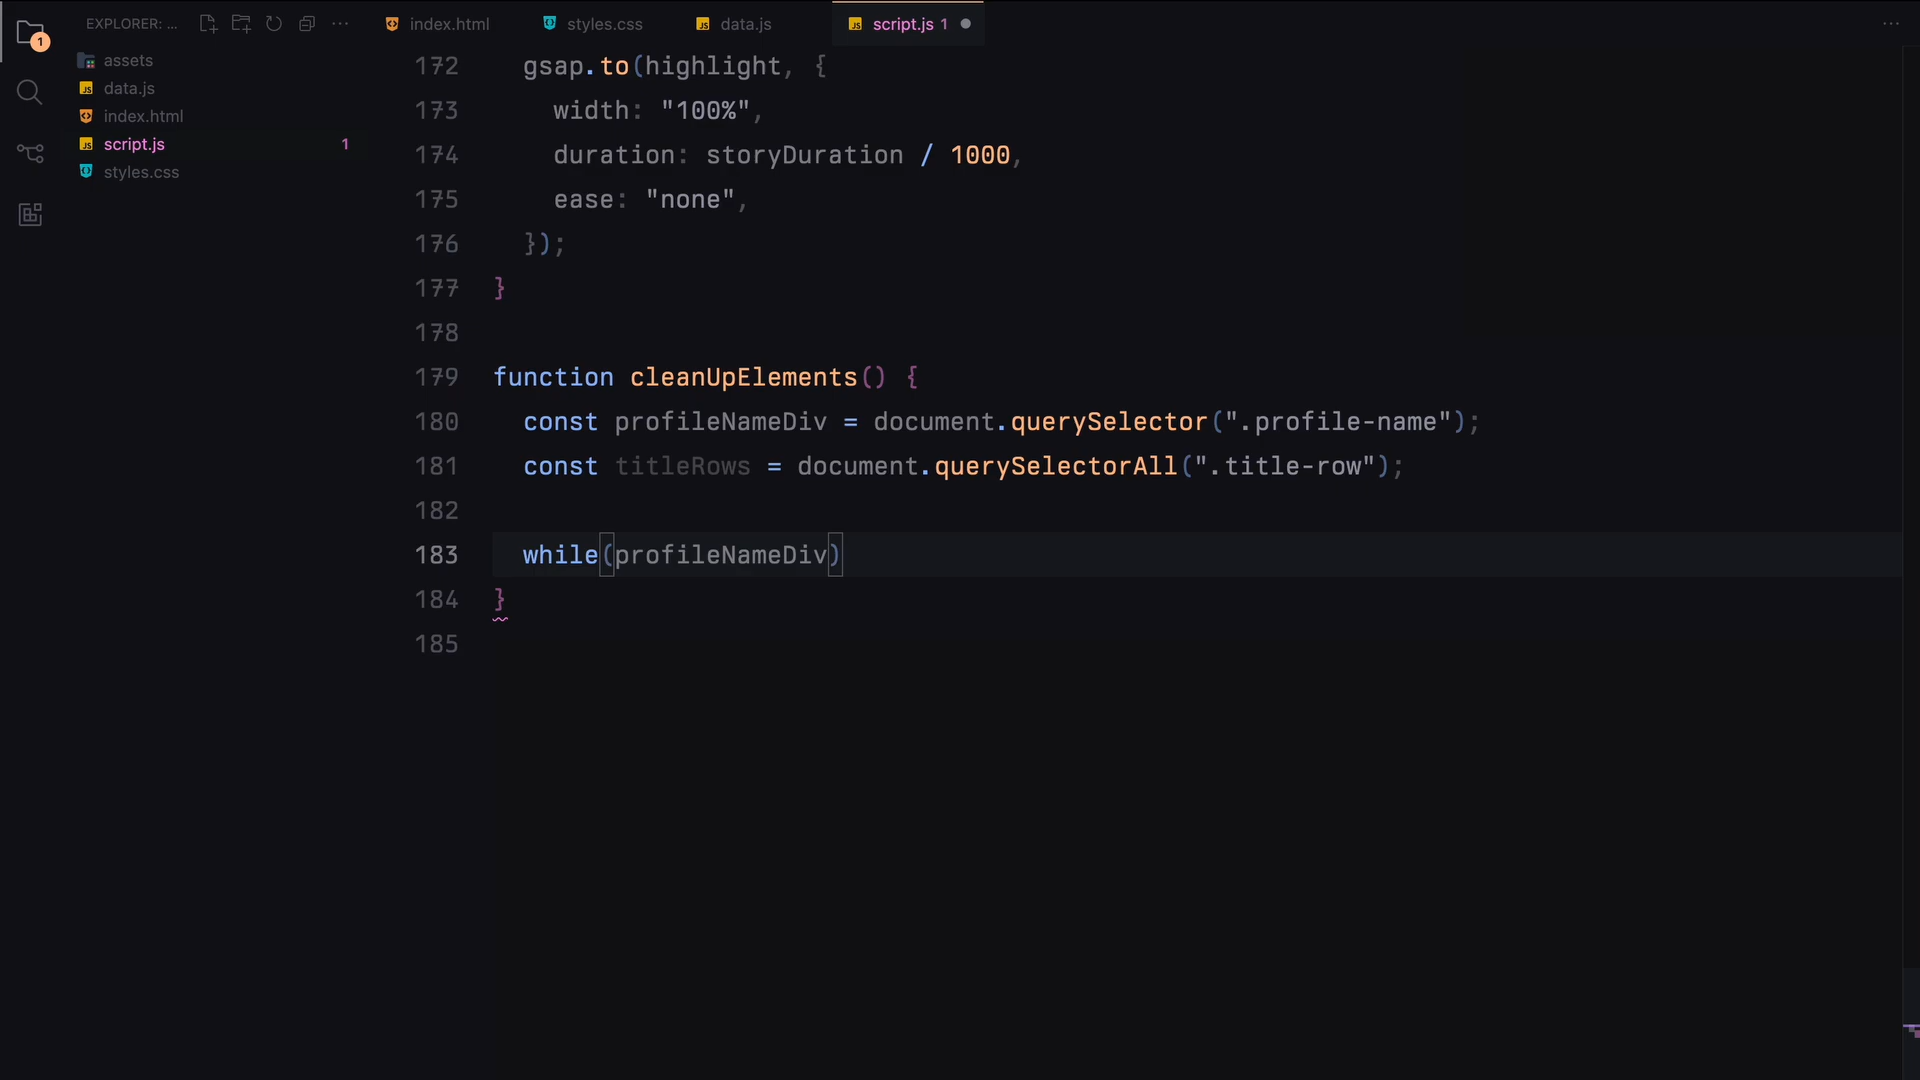 1
EXPLORER: ...
index.html
styles.css
data.js
script.js 1
assets
data.js
index.html
script.js 1
styles.css
172 gsap.to(highlight, {
173 width: "100%",
174 duration: storyDuration / 1000,
175 ease: "none",
176 });
177 }
178
179 function cleanUpElements() {
180 const profileNameDiv = document.querySelector(".profile-name");
181 const titleRows = document.querySelectorAll(".title-row");
182
183 while(profileNameDiv)
184 }
185